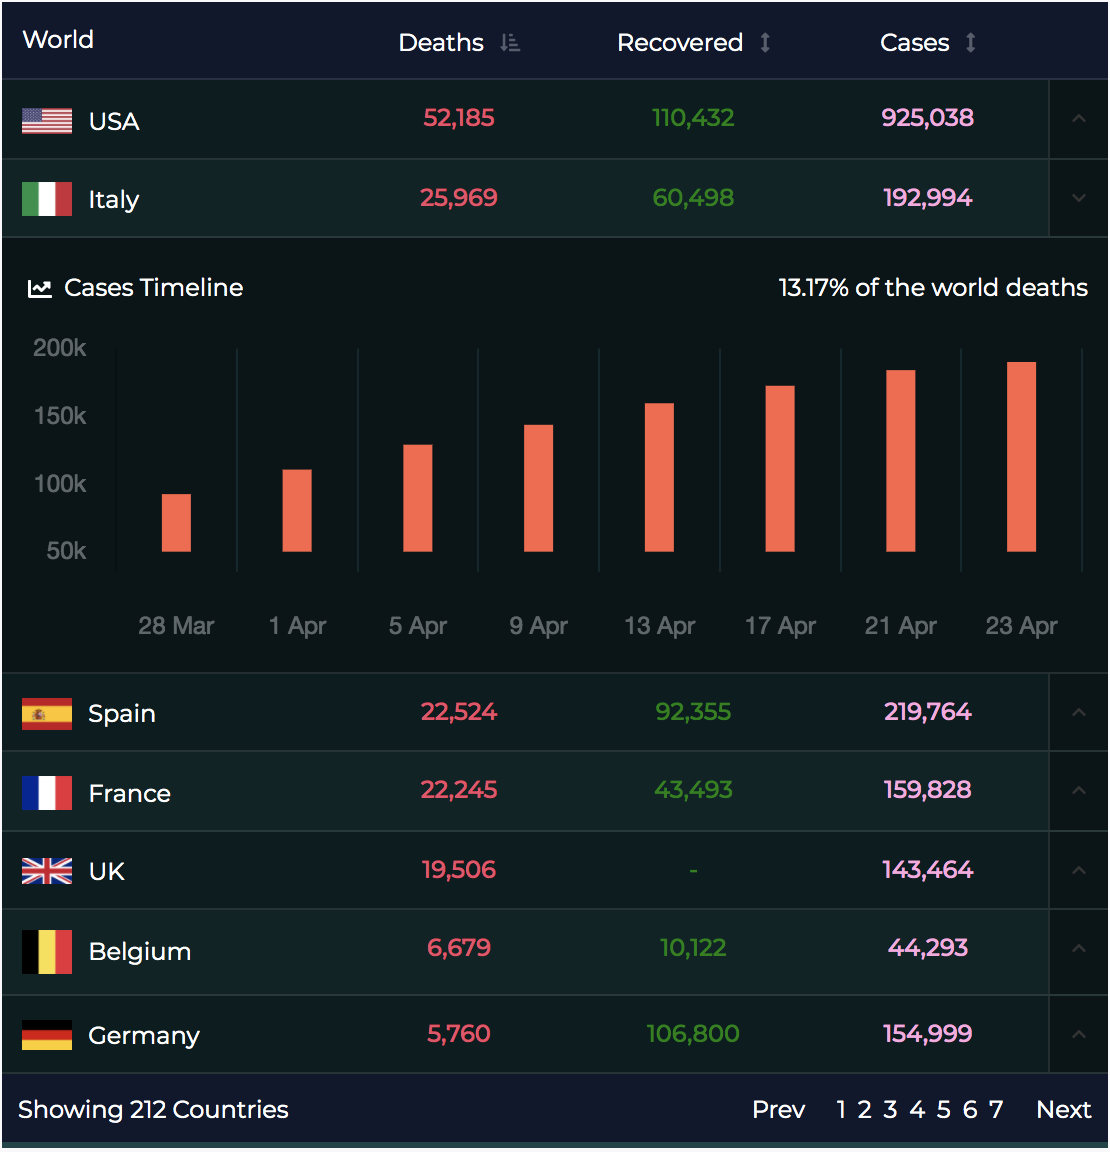 World Deaths Recovered Cases
USA 52,185 110,432 925,038
Italy 25,969 60,498 192,994
Cases Timeline 13.17% of the world deaths
200k
150k
100k
50k
28 Mar 1 Apr 5 Apr 9 Apr 13 Apr 17 Apr 21 Apr 23 Apr
Spain 22,524 92,355 219,764
France 22,245 43,493 159,828
UK 19,506 - 143,464
Belgium 6,679 10,122 44,293
Germany 5,760 106,800 154,999
Showing 212 Countries Prev 1 2 3 4 5 6 7 Next